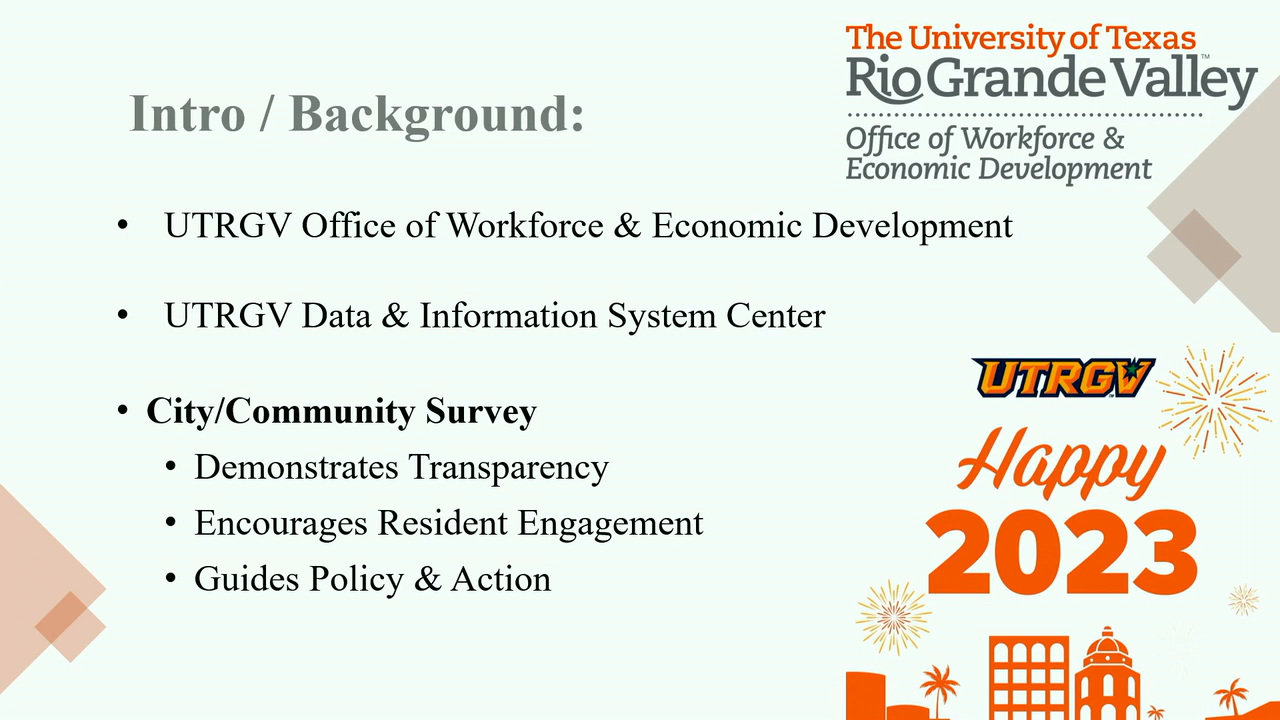 The University of Texas
Rio Grande Valley™
Office of Workforce &
Economic Development
Intro / Background:
• UTRGV Office of Workforce & Economic Development
• UTRGV Data & Information System Center
• City/Community Survey
• Demonstrates Transparency
• Encourages Resident Engagement
• Guides Policy & Action
UTRGV
Happy
2023